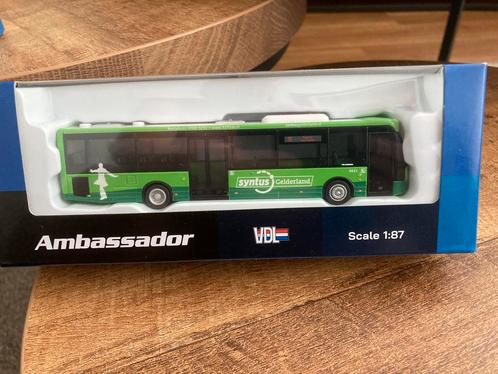 syntus Gelderland
Ambassador
VDL
Scale 1:87